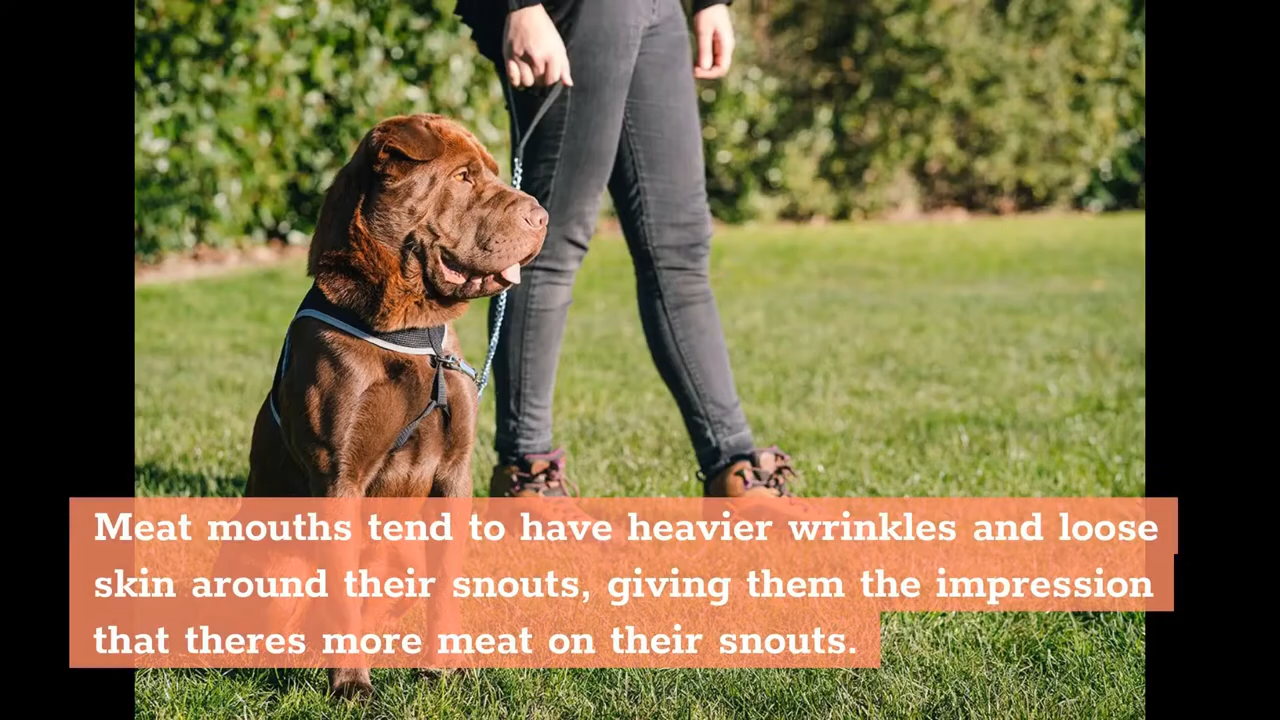 Meat mouths tend to have heavier wrinkles and loose
skin around their snouts, giving them the impression
that theres more meat on their snouts.